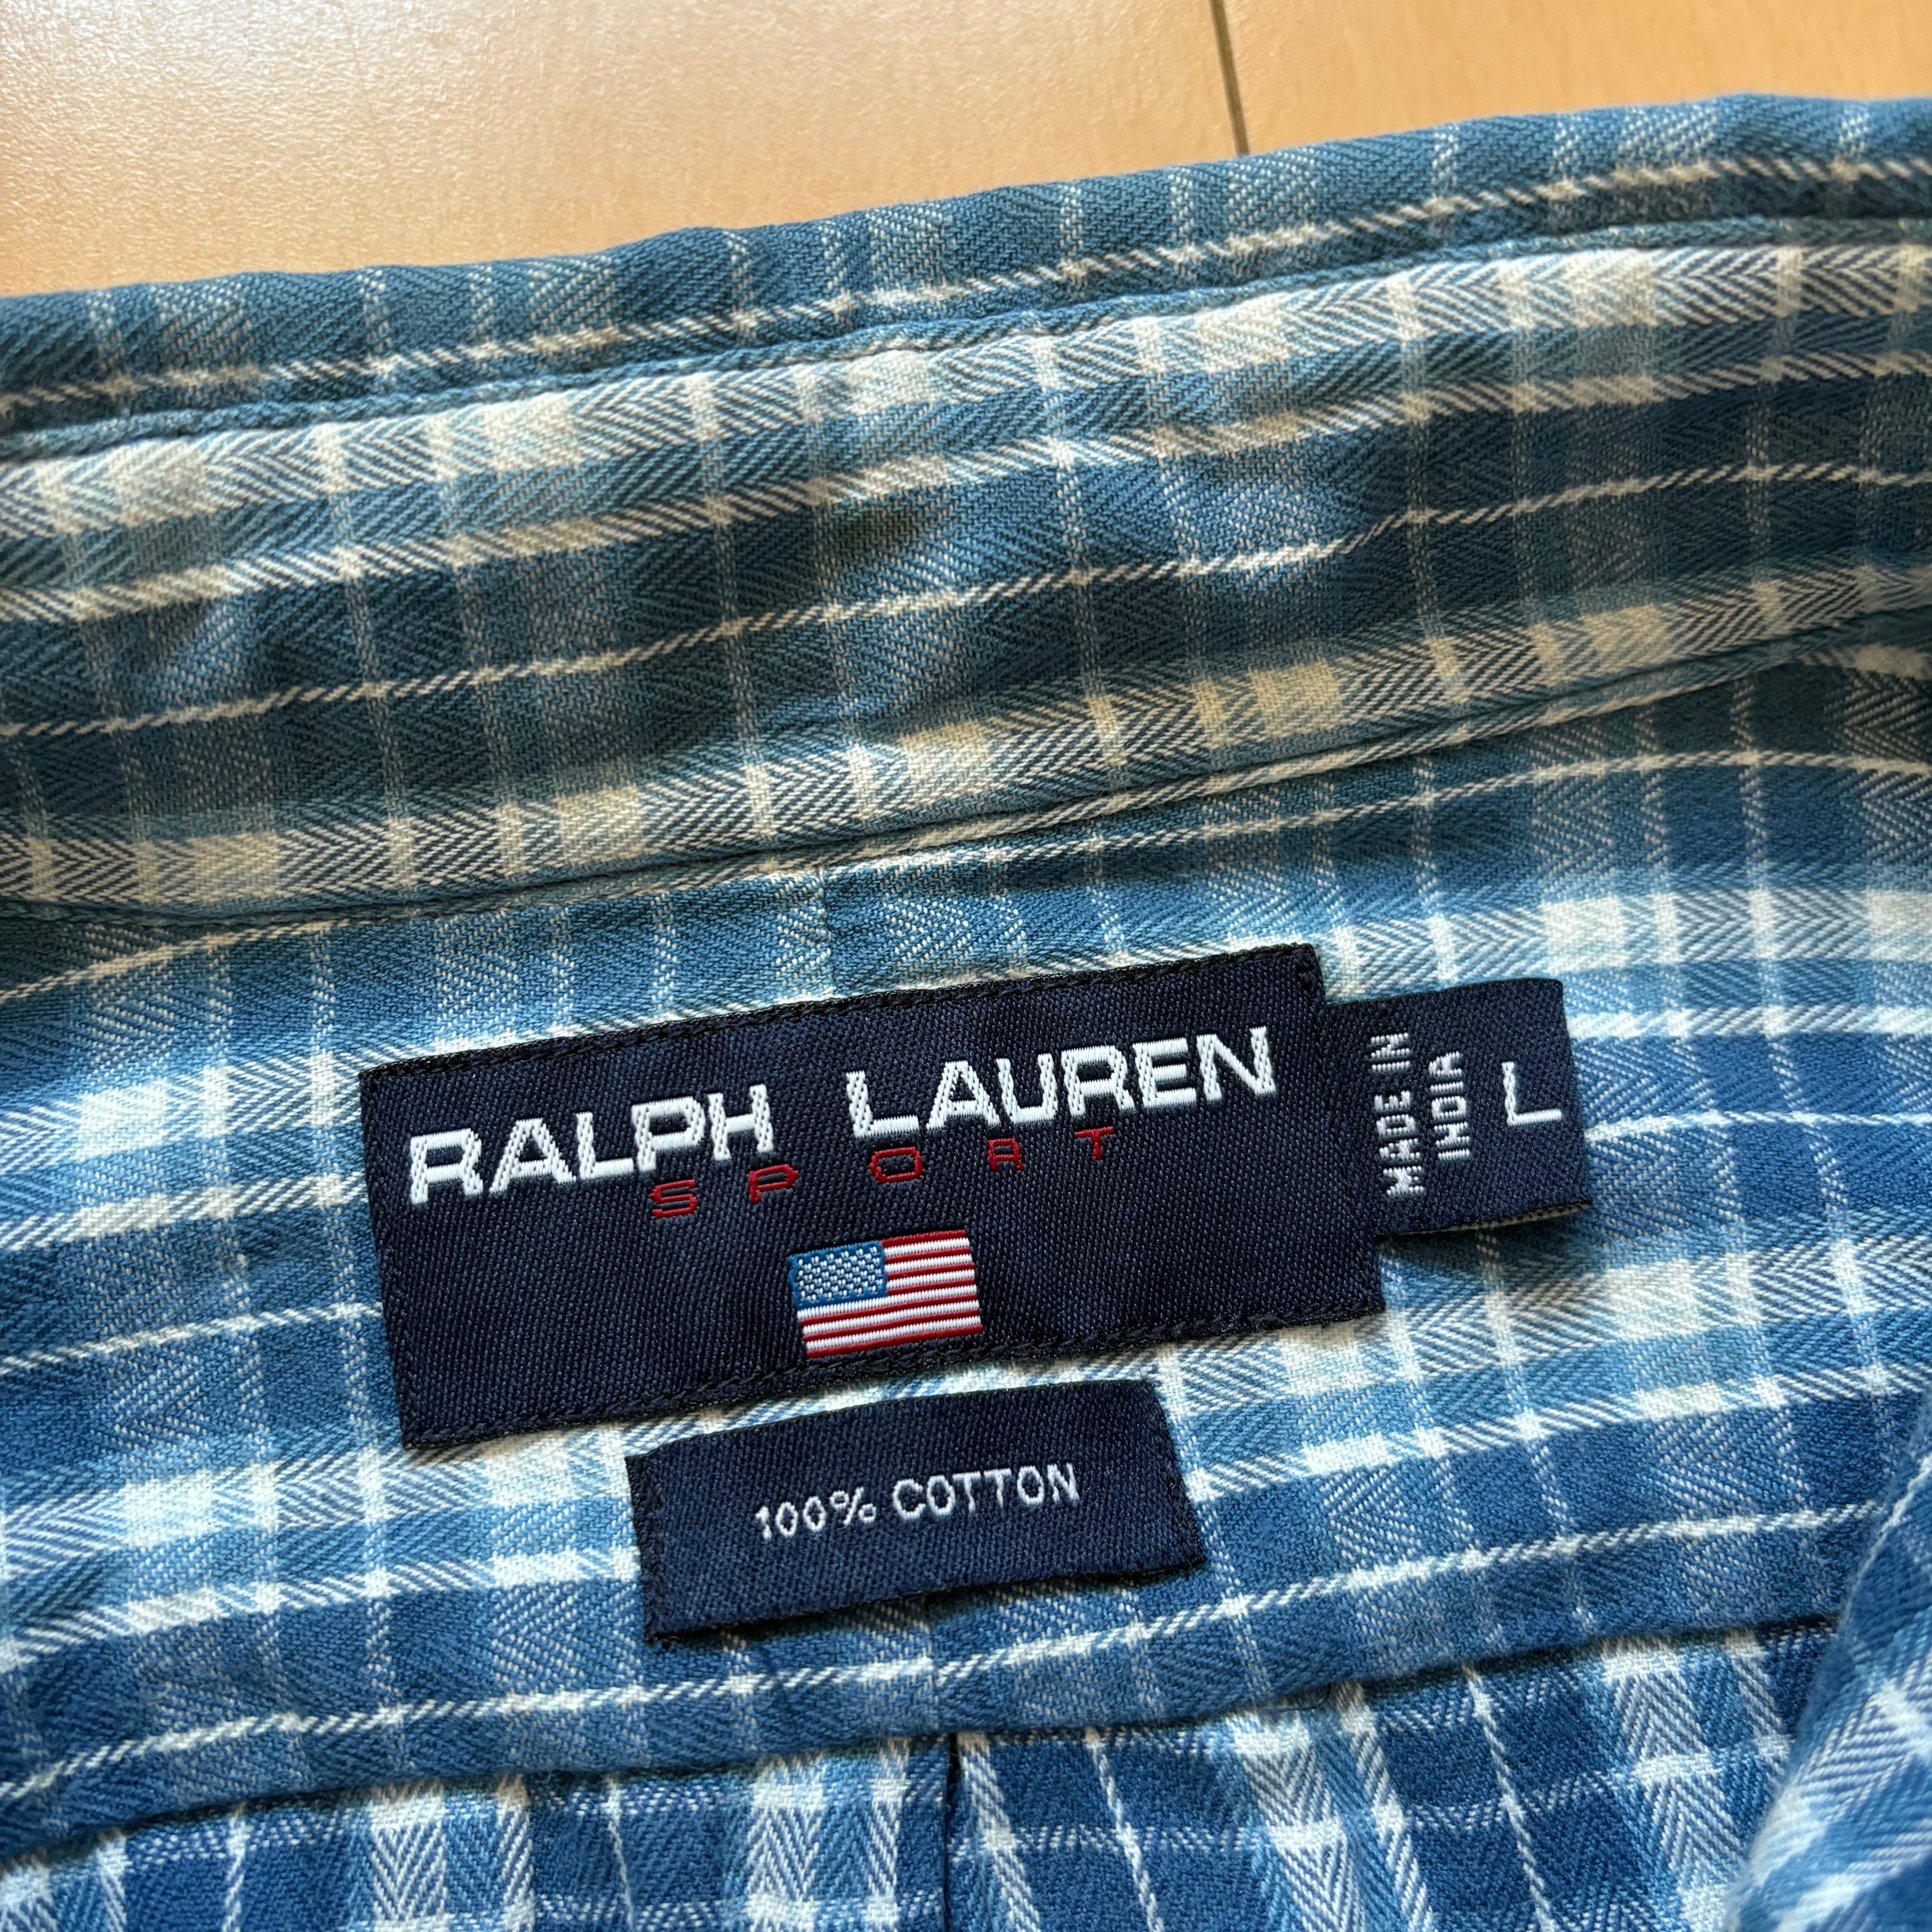 RALPH LAUREN
SPORT
MADE IN
INDIA
L
100% COTTON